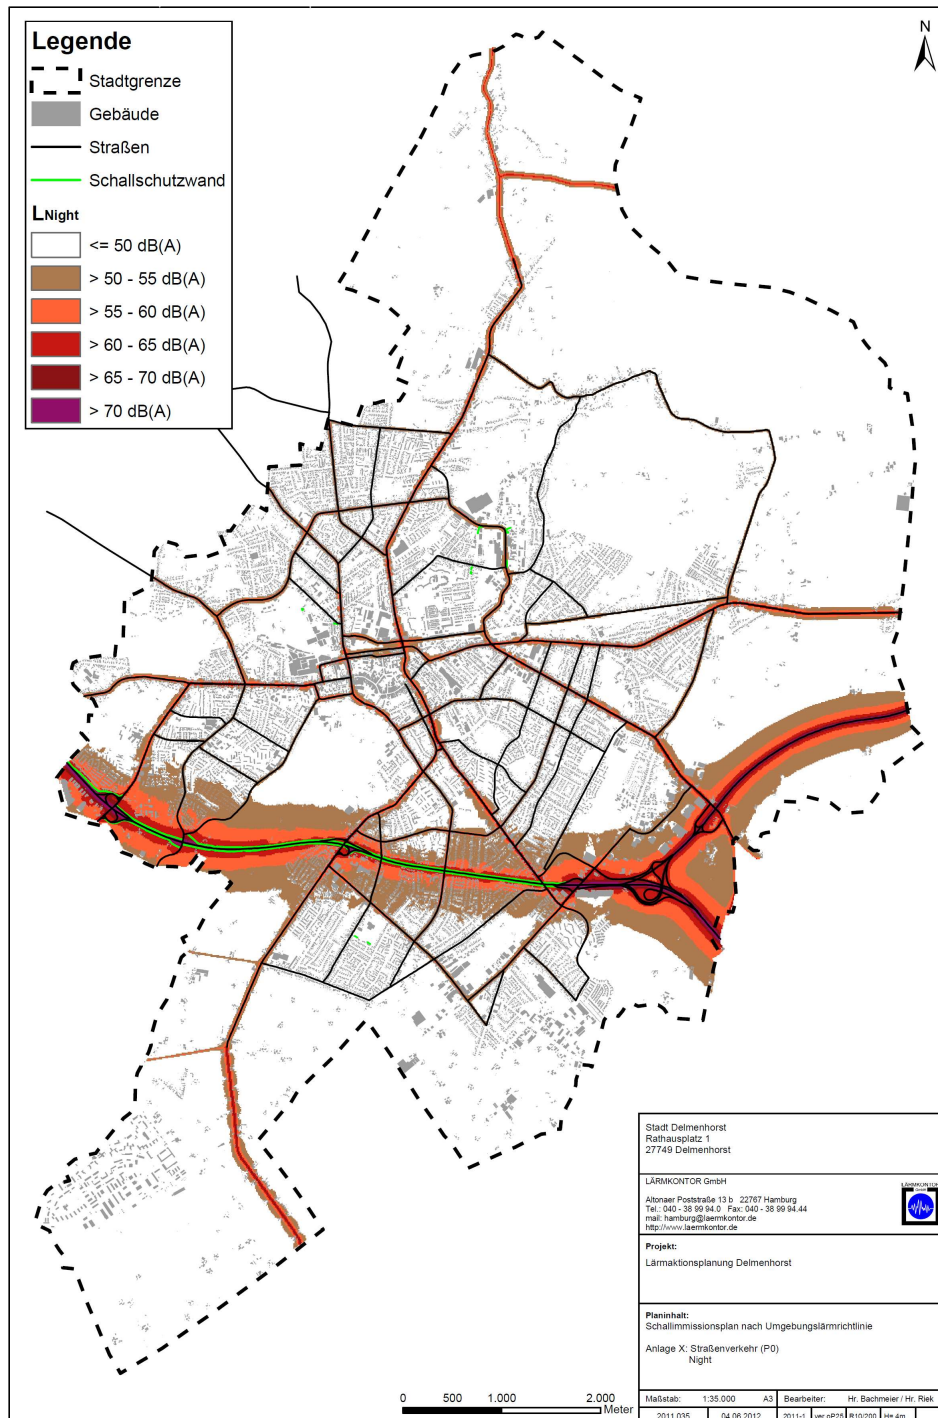 Legende
Stadtgrenze
Gebäude
Straßen
Schallschutzwand
LNight
<= 50 dB(A)
> 50 - 55 dB(A)
> 55 - 60 dB(A)
> 60 - 65 dB(A)
> 65 - 70 dB(A)
> 70 dB(A)
N
Stadt Delmenhorst
Rathausplatz 1
27749 Delmenhorst
LÄRMKONTOR GmbH
Altonaer Poststraße 13 b 22767 Hamburg
Tel.: 040 - 38 99 94.0 Fax: 040 - 38 99 94.44
mail: hamburg@laermkontor.de
http://www.laermkontor.de
LÄRMKONTOR
GmbH
Projekt:
Lärmaktionsplanung Delmenhorst
Planinhalt:
Schallimmissionsplan nach Umgebungslärmrichtlinie
Anlage X: Straßenverkehr (P0)
Night
Maßstab: 1:35.000 A3 Bearbeiter: Hr. Bachmeier / Hr. Riek
2011.035 04.06.2012 2011-1
0 500 1.000 2.000
Meter